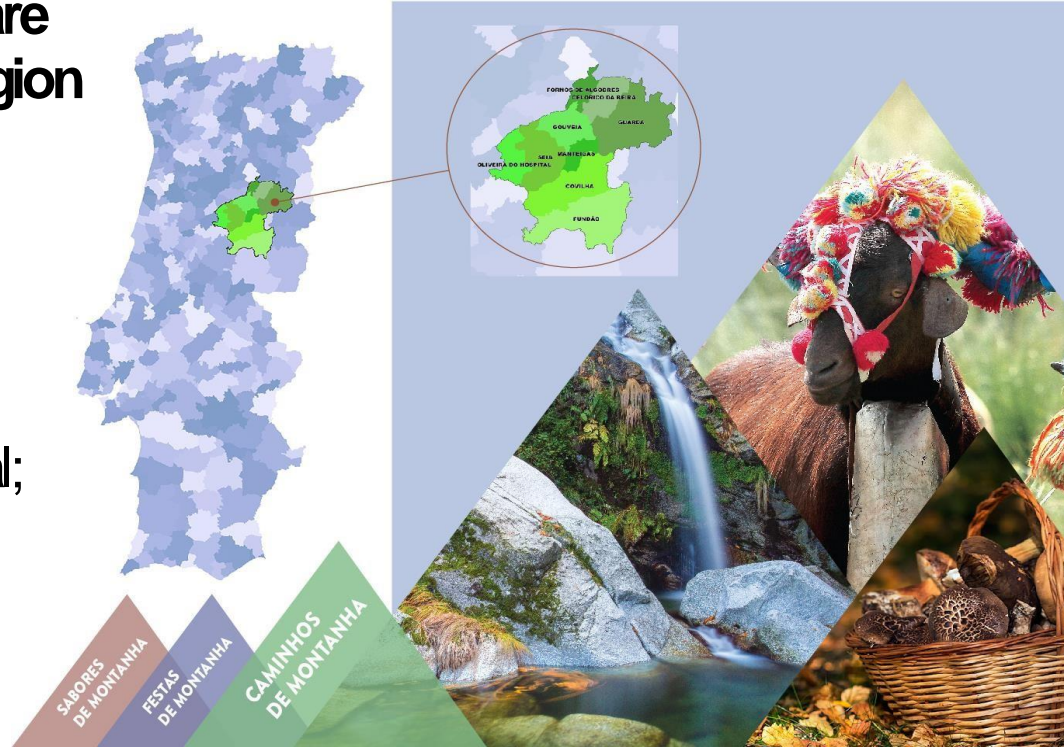 are
gion
FORNOS DE ALGODRES
CELORICO DA BEIRA
GUARDA
GOUVEIA
SEIA
MANTEIGAS
OLIVEIRA DO HOSPITAL
COVILHÃ
FUNDÃO
al;
SABORES
DE MONTANHA
FESTAS
DE MONTANHA
CAMINHOS
DE MONTANHA